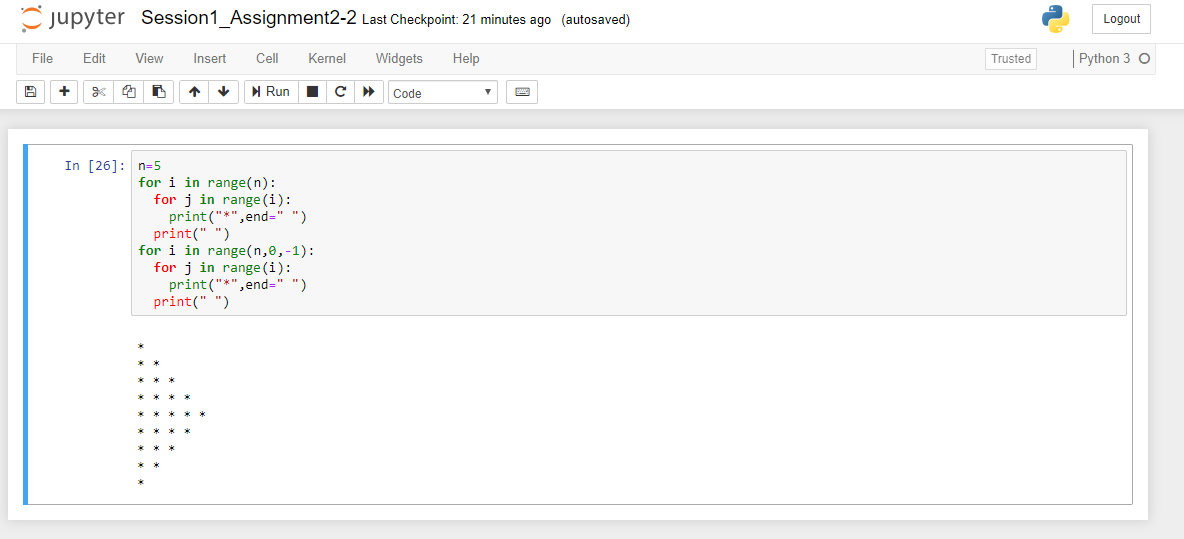 jupyter Session1_Assignment2-2 Last Checkpoint: 21 minutes ago (autosaved) Logout
File Edit View Insert Cell Kernel Widgets Help Trusted Python 3
Run Code
In [26]: n=5
for i in range(n):
  for j in range(i):
    print("*",end=" ")
  print(" ")
for i in range(n,0,-1):
  for j in range(i):
    print("*",end=" ")
  print(" ")
*
* *
* * *
* * * *
* * * * *
* * * *
* * *
* *
*